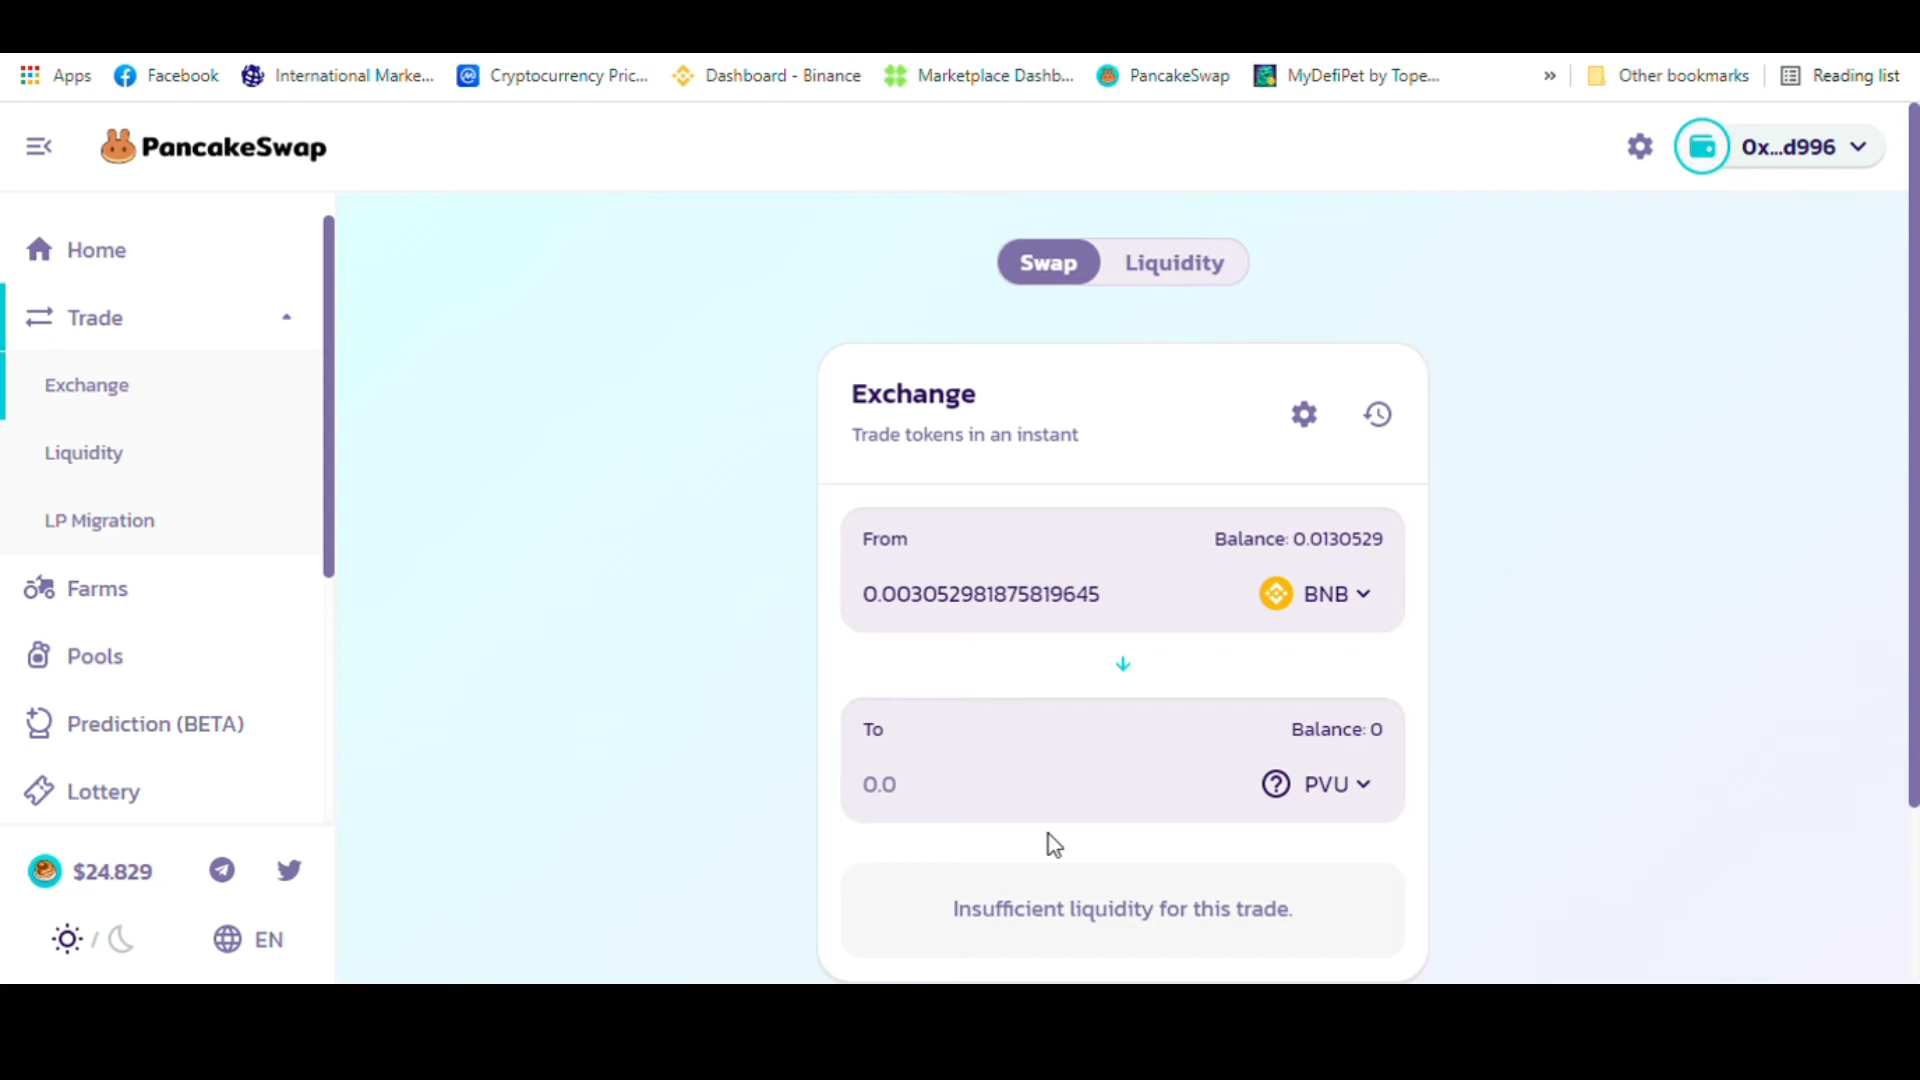 Apps
Facebook
International Marke...
Cryptocurrency Pric...
Dashboard - Binance
Marketplace Dashb...
PancakeSwap
MyDefiPet by Tope...
»
Other bookmarks
Reading list
PancakeSwap
0x...d996
Home
Trade
Exchange
Liquidity
LP Migration
Farms
Pools
Prediction (BETA)
Lottery
$24.829
/
EN
Swap
Liquidity
Exchange
Trade tokens in an instant
From
Balance: 0.0130529
0.003052981875819645
BNB
To
Balance: 0
0.0
PVU
Insufficient liquidity for this trade.